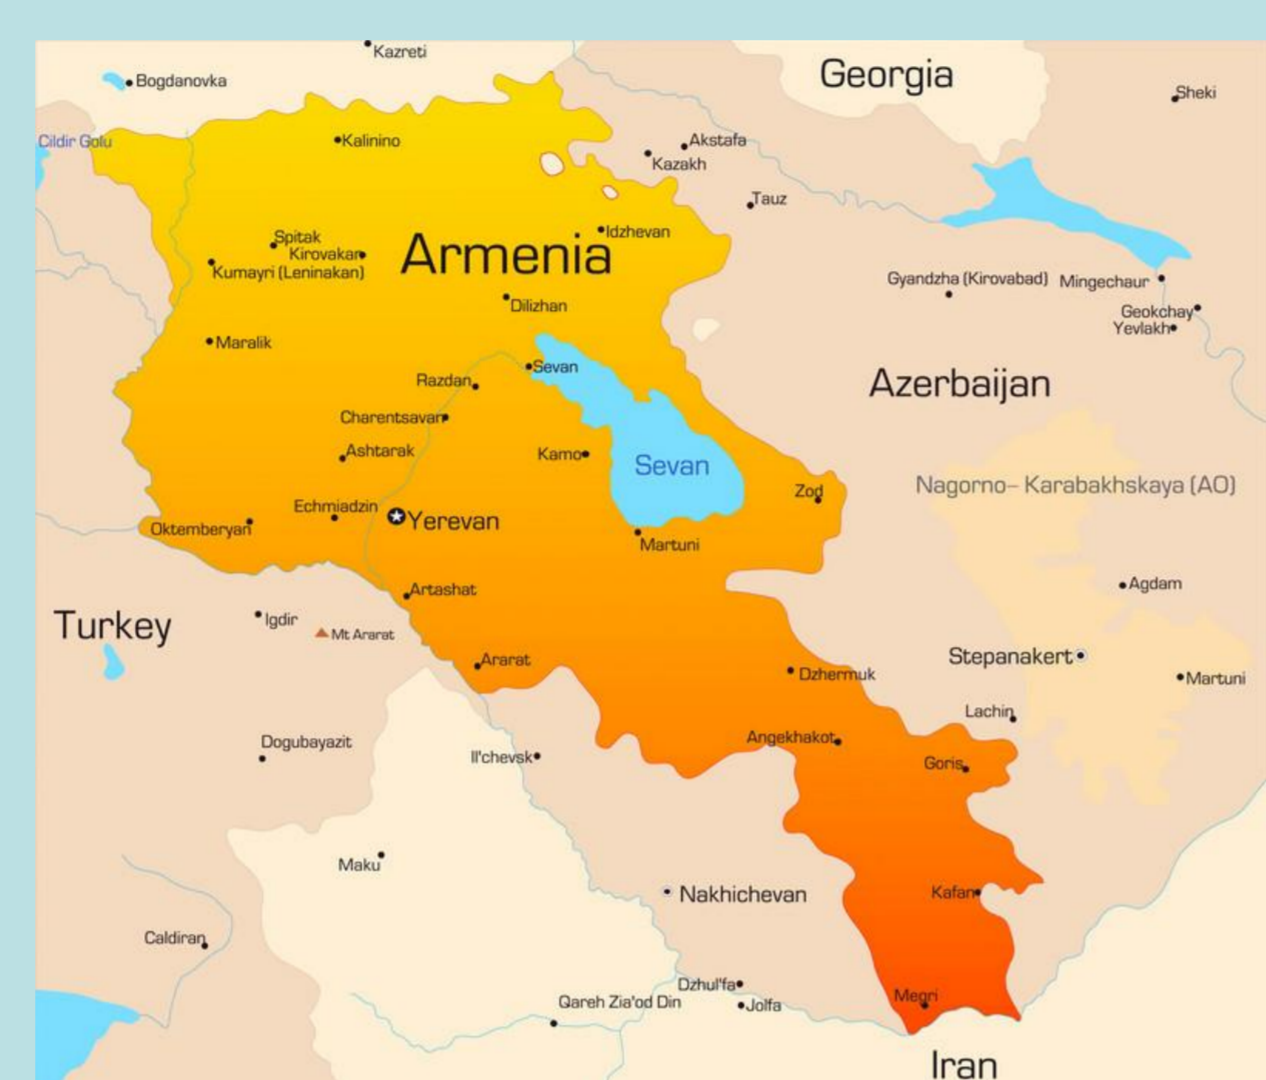 Kazreti
Georgia
Bogdanovka
Sheki
Cildir Golu
Kalinino
Akstafa
Kazakh
Tauz
Idzhevan
Spitak
Kirovakan
Armenia
Kumayri (Leninakan)
Gyandzha (Kirovabad)
Mingechaur
Dilizhan
Geokchay
Yevlakh
Maralik
Sevan
Razdan
Azerbaijan
Charentsavan
Ashtarak
Kamo
Sevan
Nagorno– Karabakhskaya (AO)
Zod
Echmiadzin
Yerevan
Oktemberyan
Martuni
Agdam
Artashat
Igdir
Turkey
Mt Ararat
Stepanakert
Ararat
Dzhermuk
Martuni
Lachin
Angekhakot
Dogubayazit
Il'chevsk
Goris
Maku
Nakhichevan
Kafan
Caldiran
Dzhul'fa
Megri
Qareh Zia'od Din
Jolfa
Iran